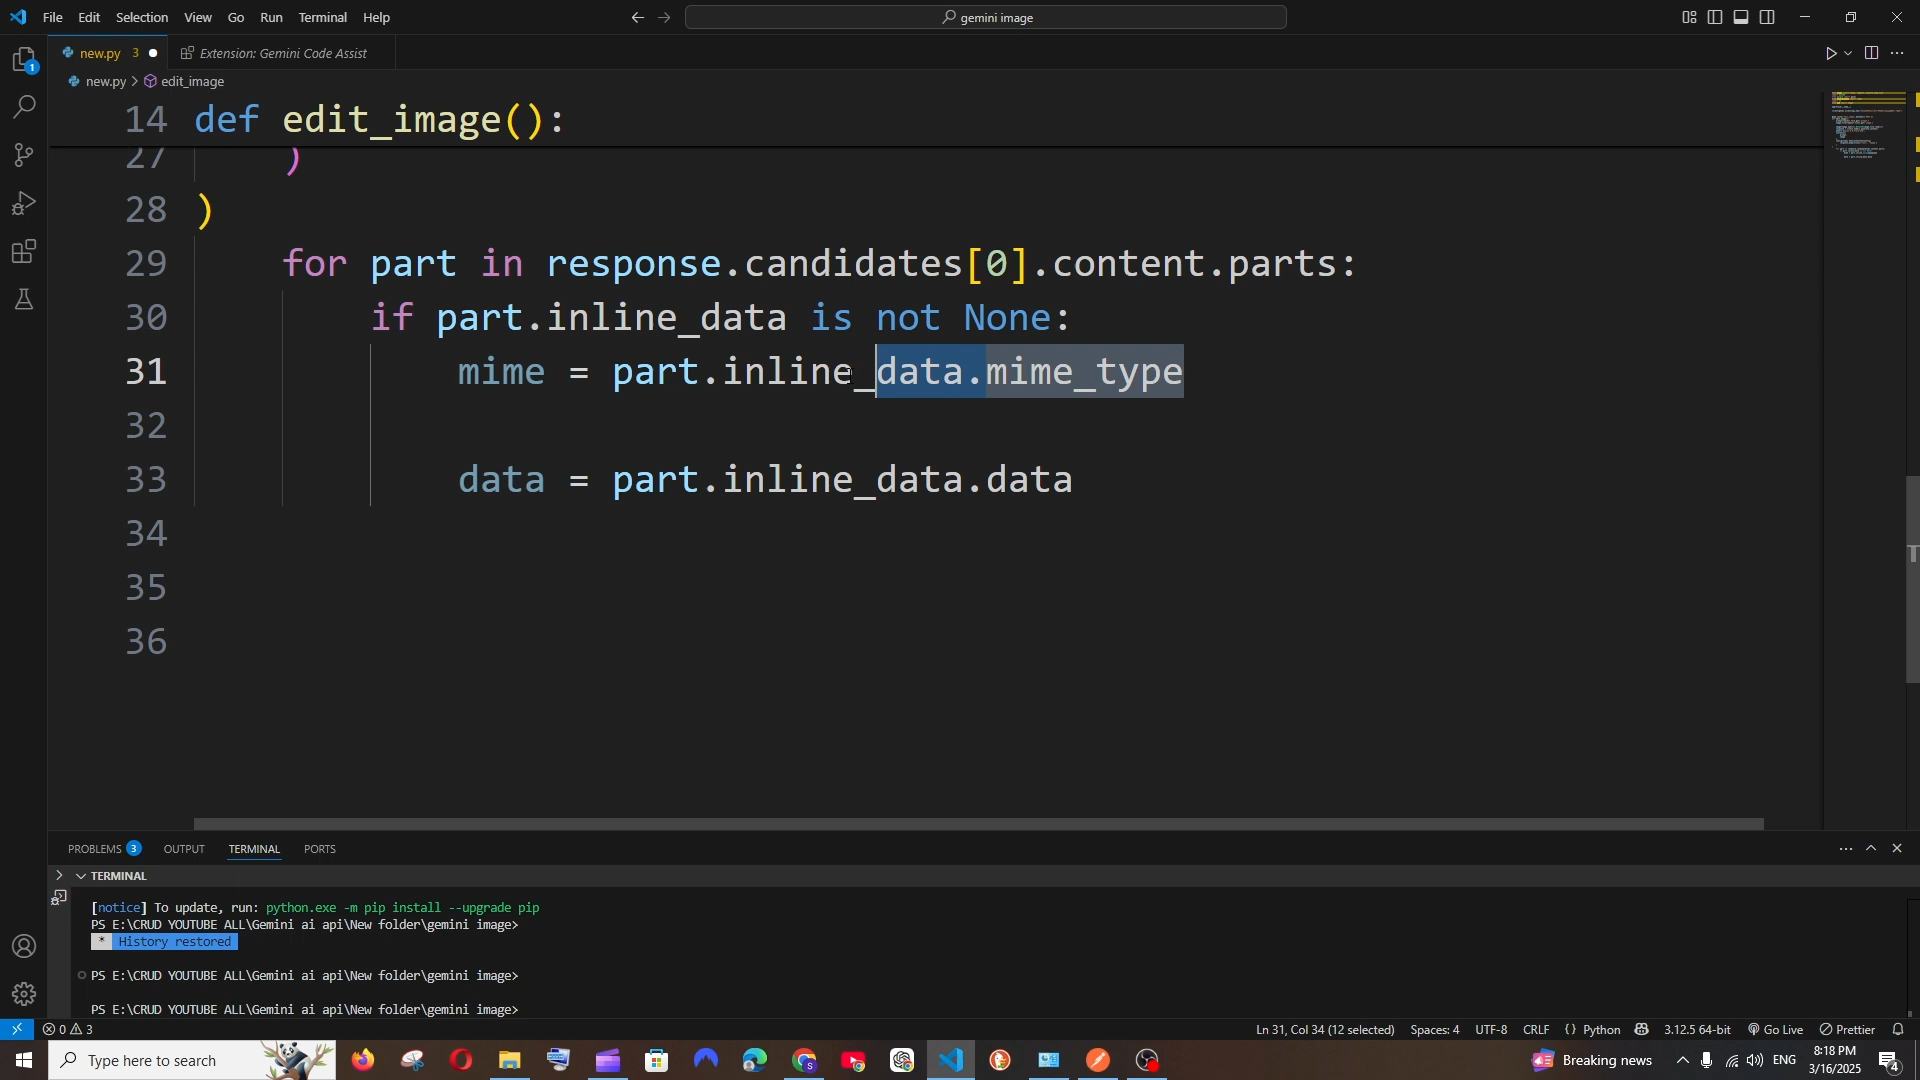 File Edit Selection View Go Run Terminal Help
gemini image
new.py 3
Extension: Gemini Code Assist
new.py > edit_image
14 def edit_image():
27 )
28 )
29 for part in response.candidates[0].content.parts:
30 if part.inline_data is not None:
31 mime = part.inline_data.mime_type
32
33 data = part.inline_data.data
34
35
36
PROBLEMS 3 OUTPUT TERMINAL PORTS
TERMINAL
[notice] To update, run: python.exe -m pip install --upgrade pip
PS E:\CRUD YOUTUBE ALL\Gemini ai api\New folder\gemini image>
* History restored
PS E:\CRUD YOUTUBE ALL\Gemini ai api\New folder\gemini image>
PS E:\CRUD YOUTUBE ALL\Gemini ai api\New folder\gemini image>
0 3 Ln 31, Col 34 (12 selected) Spaces: 4 UTF-8 CRLF {} Python 3.12.5 64-bit Go Live Prettier
Type here to search
Breaking news
ENG
8:18 PM
3/16/2025
4